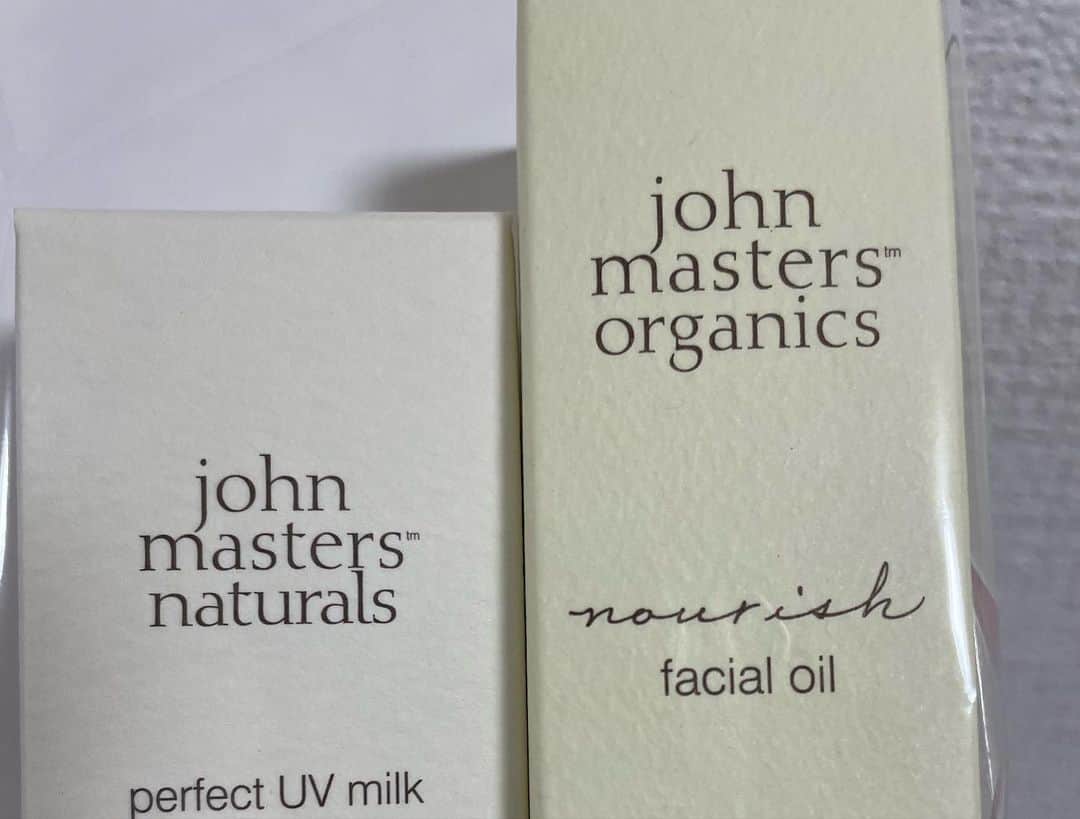 john
masters™
naturals
perfect UV milk
john
masters™
organics
nourish
facial oil